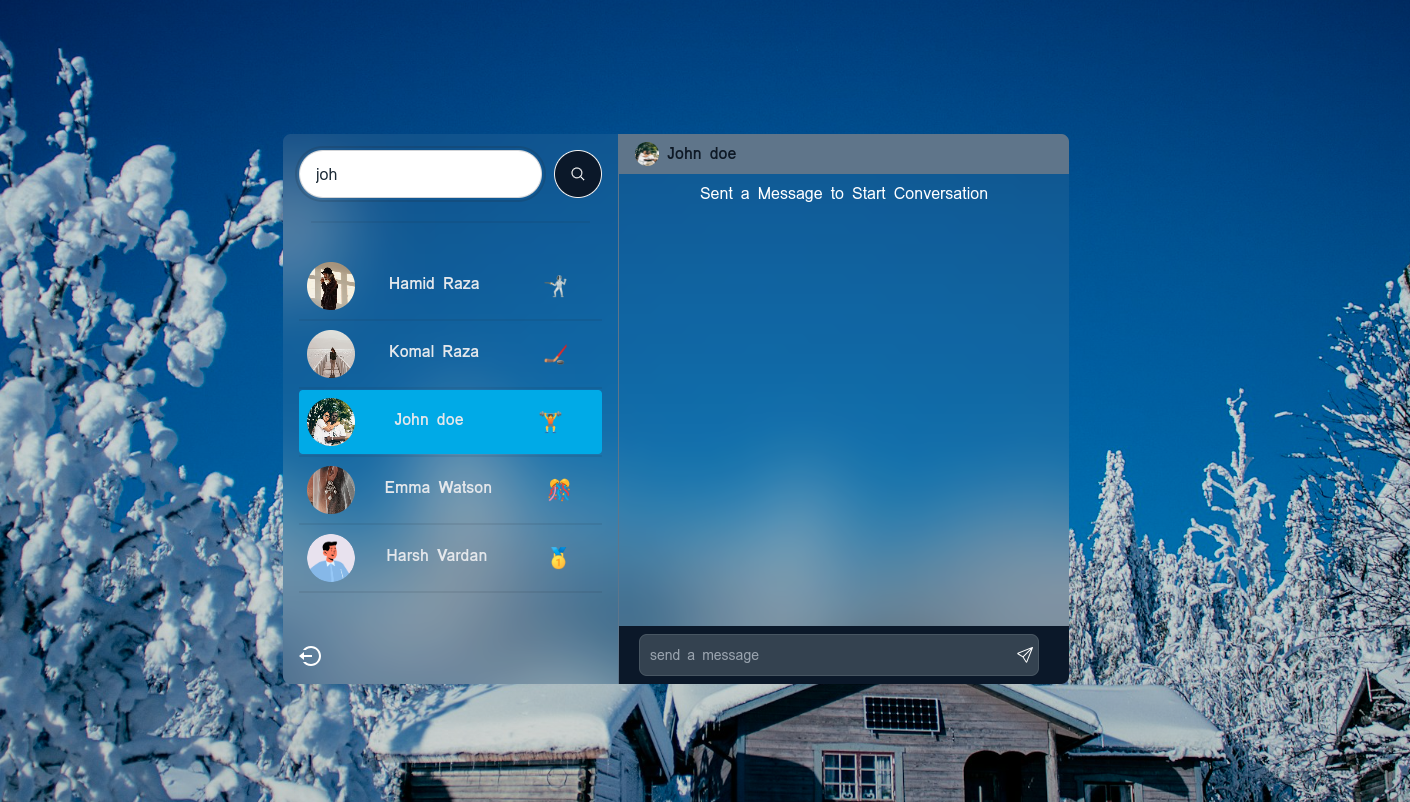 joh
Hamid Raza
Komal Raza
John doe
Emma Watson
Harsh Vardan
John doe
Sent a Message to Start Conversation
send a message